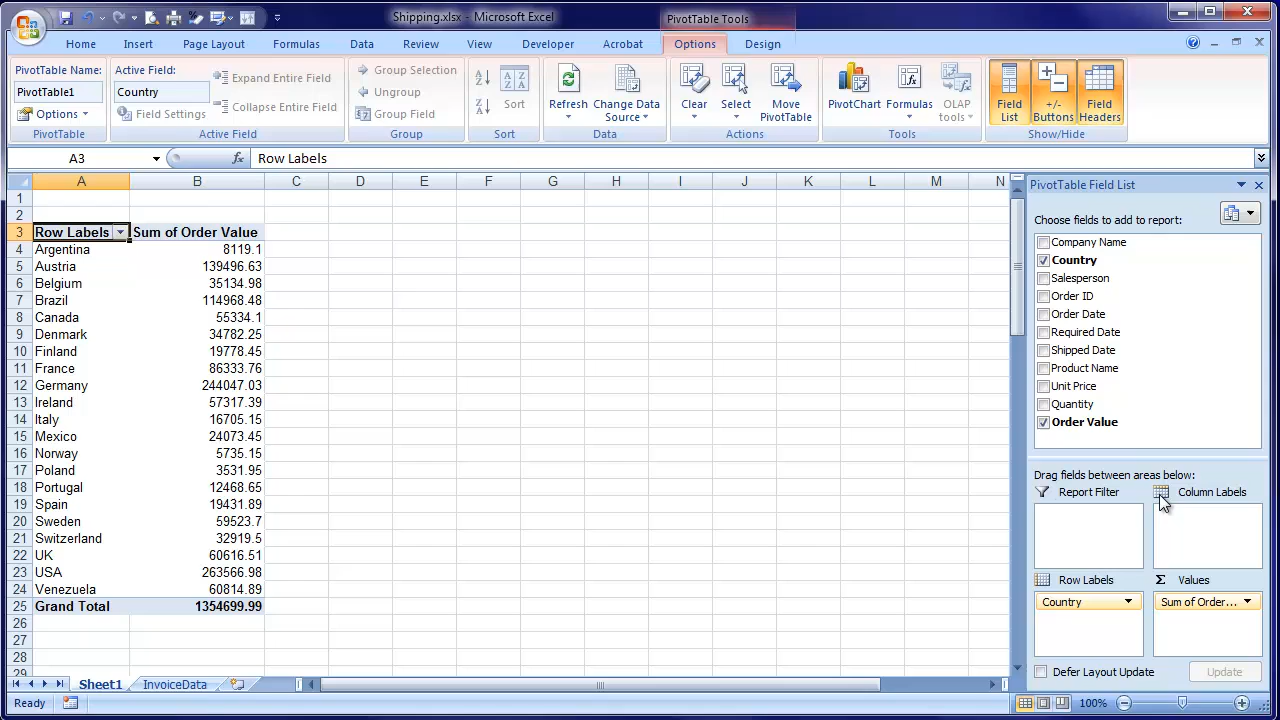 Shipping.xlsx - Microsoft Excel
PivotTable Tools
Home Insert Page Layout Formulas Data Review View Developer Acrobat Options Design
PivotTable Name:
PivotTable1
Options
PivotTable
Active Field:
Country
Field Settings
Expand Entire Field
Collapse Entire Field
Active Field
Group Selection
Ungroup
Group Field
Group
Sort
Sort
Refresh
Change Data Source
Data
Clear
Select
Move PivotTable
Actions
PivotChart
Formulas
OLAP tools
Tools
Field List
+/- Buttons
Field Headers
Show/Hide
A3 fx Row Labels
A B C D E F G H I J K L M N
1
2
3 Row Labels Sum of Order Value
4 Argentina 8119.1
5 Austria 139496.63
6 Belgium 35134.98
7 Brazil 114968.48
8 Canada 55334.1
9 Denmark 34782.25
10 Finland 19778.45
11 France 86333.76
12 Germany 244047.03
13 Ireland 57317.39
14 Italy 16705.15
15 Mexico 24073.45
16 Norway 5735.15
17 Poland 3531.95
18 Portugal 12468.65
19 Spain 19431.89
20 Sweden 59523.7
21 Switzerland 32919.5
22 UK 60616.51
23 USA 263566.98
24 Venezuela 60814.89
25 Grand Total 1354699.99
26
27
28
29
PivotTable Field List
Choose fields to add to report:
Company Name
Country
Salesperson
Order ID
Order Date
Required Date
Shipped Date
Product Name
Unit Price
Quantity
Order Value
Drag fields between areas below:
Report Filter
Column Labels
Row Labels
Σ Values
Country
Sum of Order...
Defer Layout Update
Update
Sheet1 InvoiceData
Ready
100%